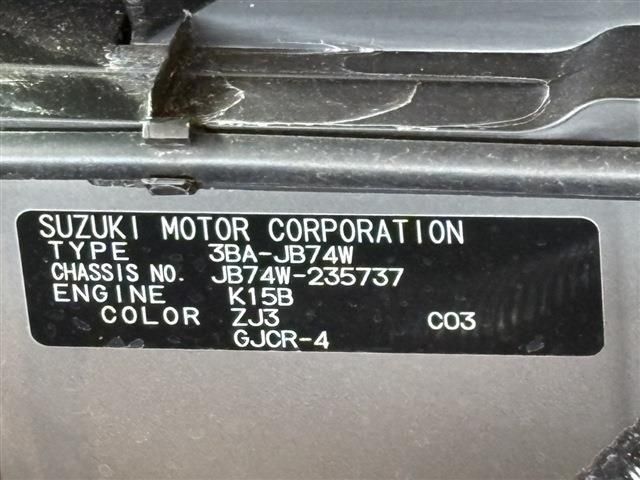 SUZUKI MOTOR CORPORATION
TYPE 3BA-JB74W
CHASSIS NO. JB74W-235737
ENGINE K15B
COLOR ZJ3 C03
GJCR-4